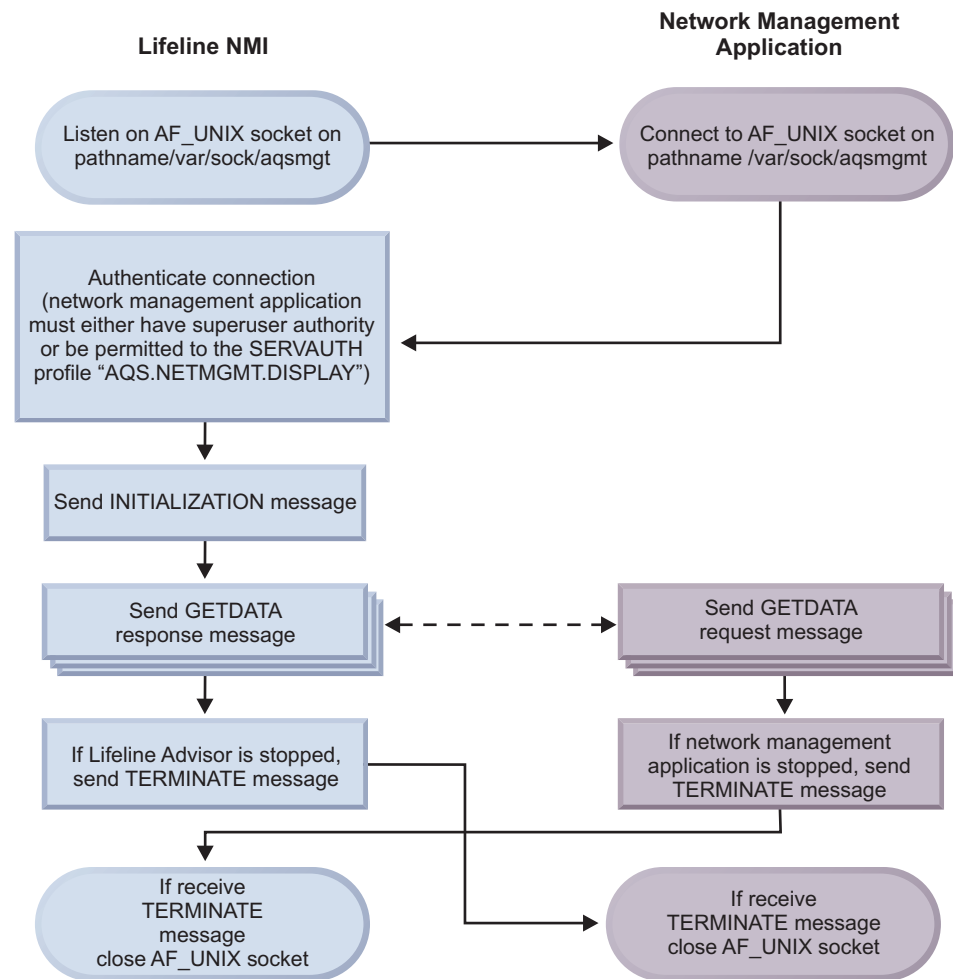 Lifeline NMI
Network Management
Application
Listen on AF_UNIX socket on
pathname/var/sock/aqsmgt
Connect to AF_UNIX socket on
pathname /var/sock/aqsmgmt
Authenticate connection
(network management application
must either have superuser authority
or be permitted to the SERVAUTH
profile “AQS.NETMGMT.DISPLAY”)
Send INITIALIZATION message
Send GETDATA
response message
Send GETDATA
request message
If Lifeline Advisor is stopped,
send TERMINATE message
If network management
application is stopped, send
TERMINATE message
If receive
TERMINATE
message
close AF_UNIX socket
If receive
TERMINATE message
close AF_UNIX socket